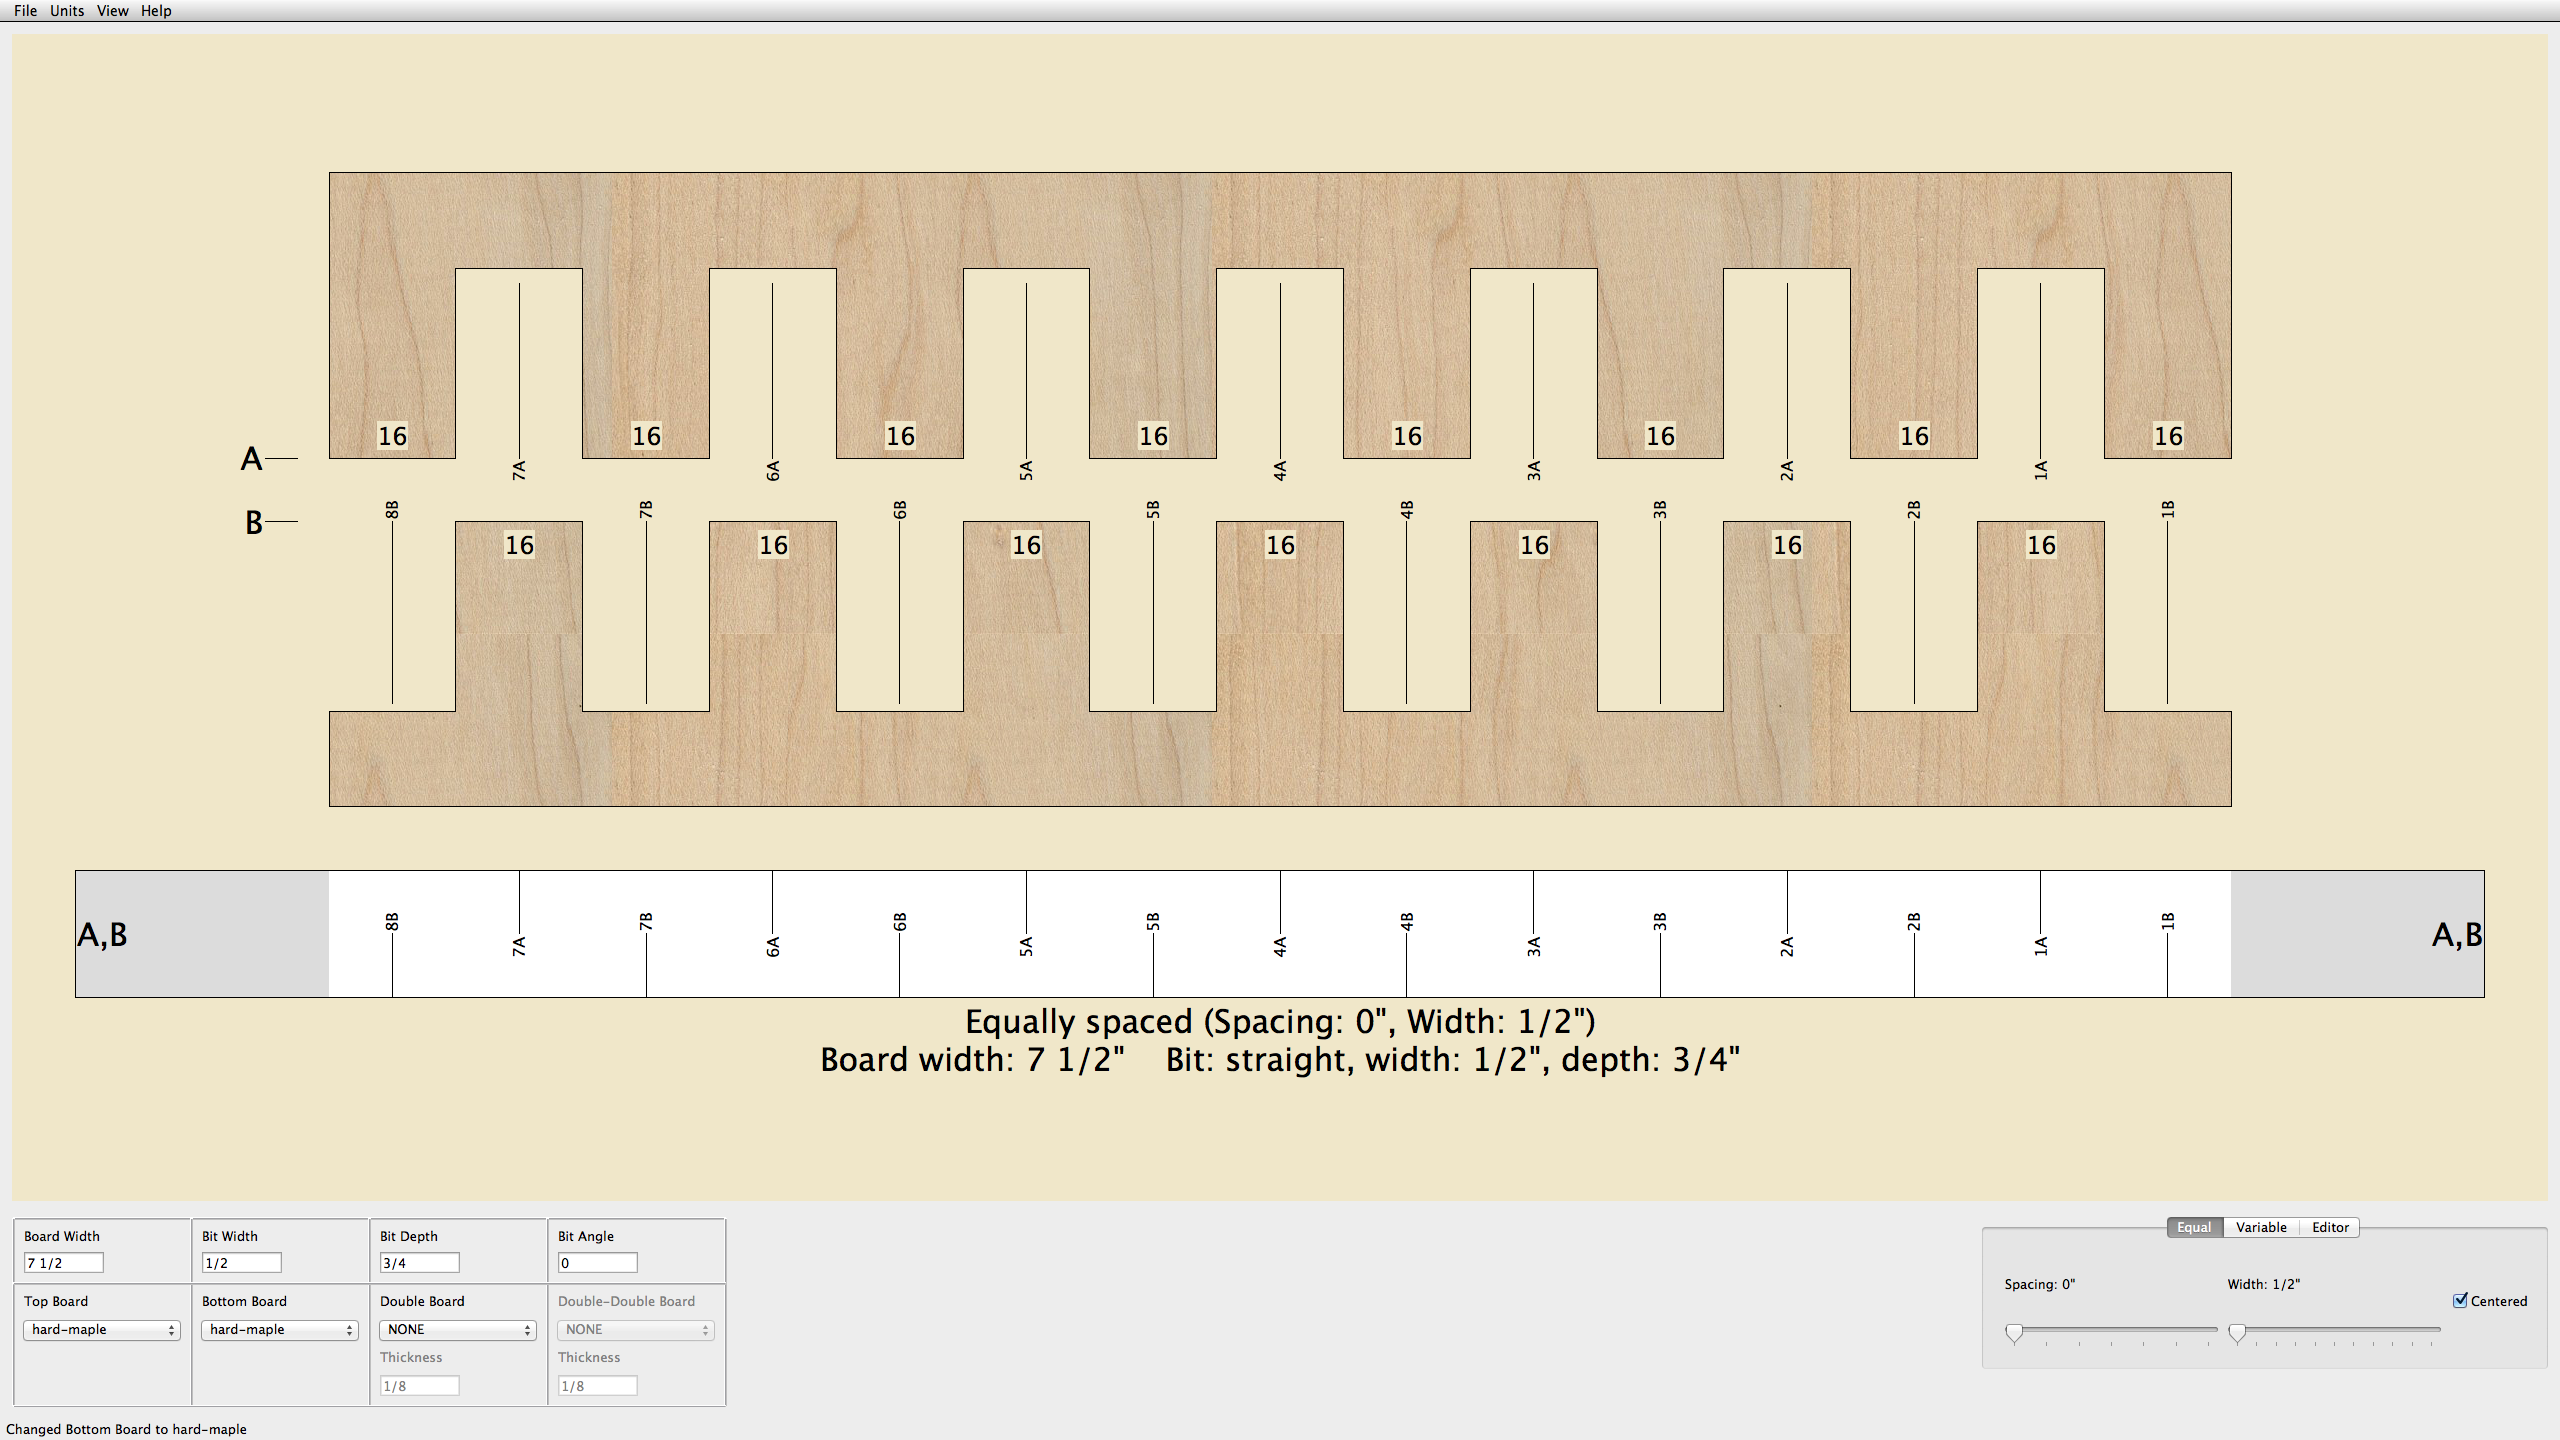 File Units View Help
16 16 16 16 16 16 16 16
A
7A 6A 5A 4A 3A 2A 1A
8B 7B 6B 5B 4B 3B 2B 1B
B
16 16 16 16 16 16 16
8B 7B 6B 5B 4B 3B 2B 1B
A,B A,B
7A 6A 5A 4A 3A 2A 1A
Equally spaced (Spacing: 0", Width: 1/2")
Board width: 7 1/2" Bit: straight, width: 1/2", depth: 3/4"
Equal Variable Editor
Board Width Bit Width Bit Depth Bit Angle
7 1/2 1/2 3/4 0
Spacing: 0" Width: 1/2"
Centered
Top Board Bottom Board Double Board Double-Double Board
hard-maple hard-maple NONE NONE
Thickness Thickness
1/8 1/8
Changed Bottom Board to hard-maple